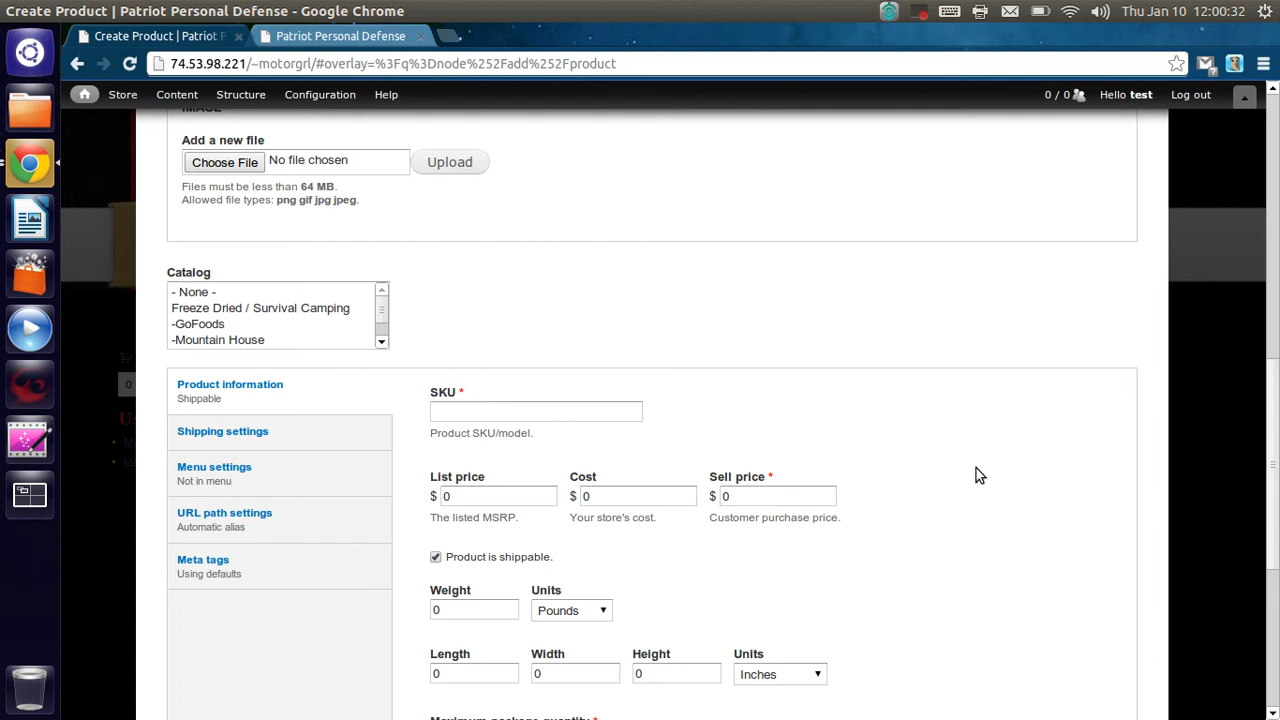 Create Product | Patriot Personal Defense - Google Chrome
Thu Jan 10 12:00:32
Create Product | Patriot F
Patriot Personal Defense
74.53.98.221/~motorgrl/#overlay=%3Fq%3Dnode%252Fadd%252Fproduct
Store Content Structure Configuration Help 0 / 0 Hello test Log out
IMAGE
Add a new file
Choose File No file chosen Upload
Files must be less than 64 MB.
Allowed file types: png gif jpg jpeg.
Catalog
- None -
Freeze Dried / Survival Camping
-GoFoods
-Mountain House
Product information
Shippable
Shipping settings
Menu settings
Not in menu
URL path settings
Automatic alias
Meta tags
Using defaults
SKU *
Product SKU/model.
List price Cost Sell price *
$ 0 $ 0 $ 0
The listed MSRP. Your store's cost. Customer purchase price.
Product is shippable.
Weight Units
0 Pounds
Length Width Height Units
0 0 0 Inches
Maximum package quantity *